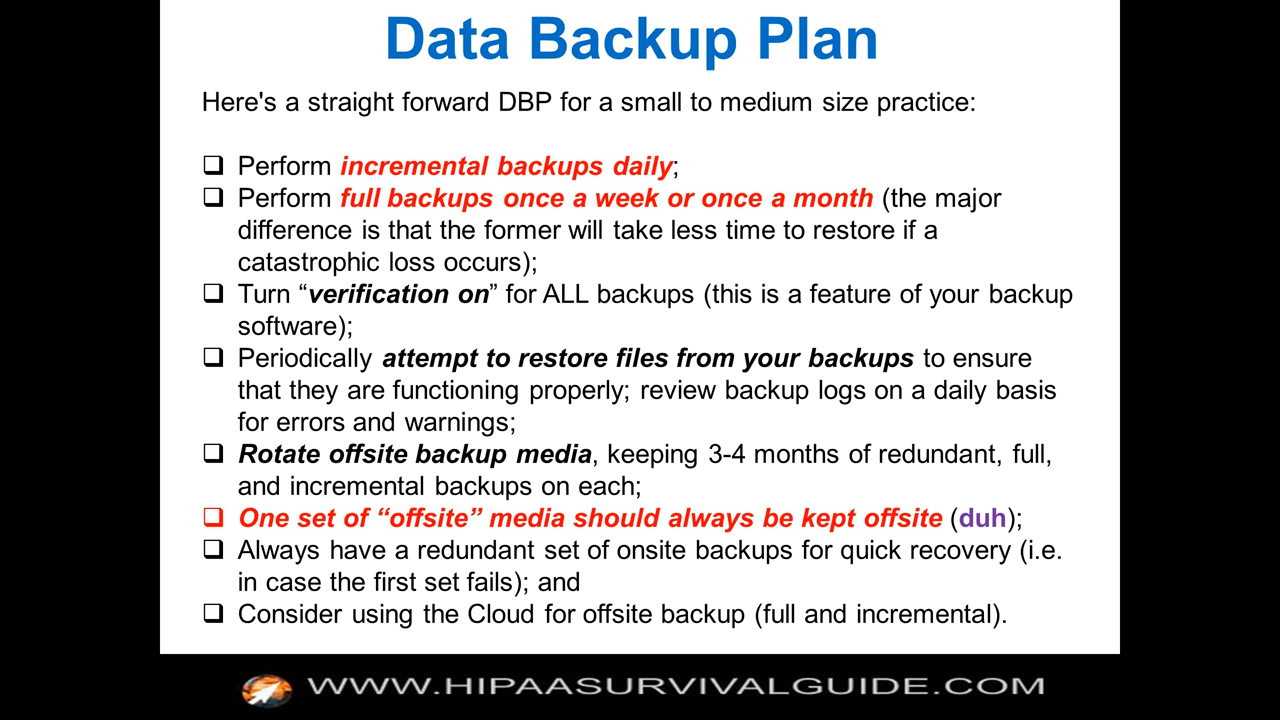 Data Backup Plan
Here's a straight forward DBP for a small to medium size practice:
❑ Perform incremental backups daily;
❑ Perform full backups once a week or once a month (the major
difference is that the former will take less time to restore if a
catastrophic loss occurs);
❑ Turn “verification on” for ALL backups (this is a feature of your backup
software);
❑ Periodically attempt to restore files from your backups to ensure
that they are functioning properly; review backup logs on a daily basis
for errors and warnings;
❑ Rotate offsite backup media, keeping 3-4 months of redundant, full,
and incremental backups on each;
❑ One set of “offsite” media should always be kept offsite (duh);
❑ Always have a redundant set of onsite backups for quick recovery (i.e.
in case the first set fails); and
❑ Consider using the Cloud for offsite backup (full and incremental).
WWW.HIPAASURVIVALGUIDE.COM